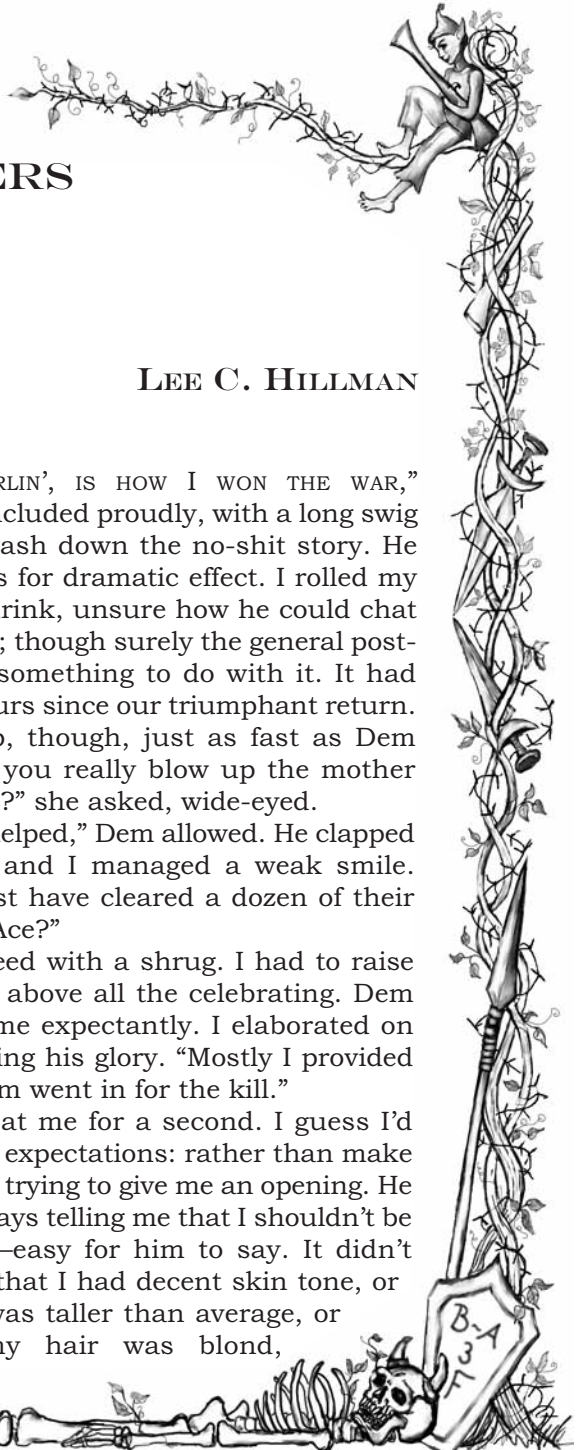 ERS
LEE C. HILLMAN
RLIN’, IS HOW I WON THE WAR,”
ncluded proudly, with a long swig
ash down the no-shit story. He
s for dramatic effect. I rolled my
rink, unsure how he could chat
; though surely the general post-
something to do with it. It had
urs since our triumphant return.
p, though, just as fast as Dem
you really blow up the mother
?” she asked, wide-eyed.
elped,” Dem allowed. He clapped
and I managed a weak smile.
st have cleared a dozen of their
Ace?”
eed with a shrug. I had to raise
above all the celebrating. Dem
me expectantly. I elaborated on
ing his glory. “Mostly I provided
m went in for the kill.”
at me for a second. I guess I’d
expectations: rather than make
trying to give me an opening. He
ays telling me that I shouldn’t be
–easy for him to say. It didn’t
that I had decent skin tone, or
was taller than average, or
ny hair was blond,
B~A
3